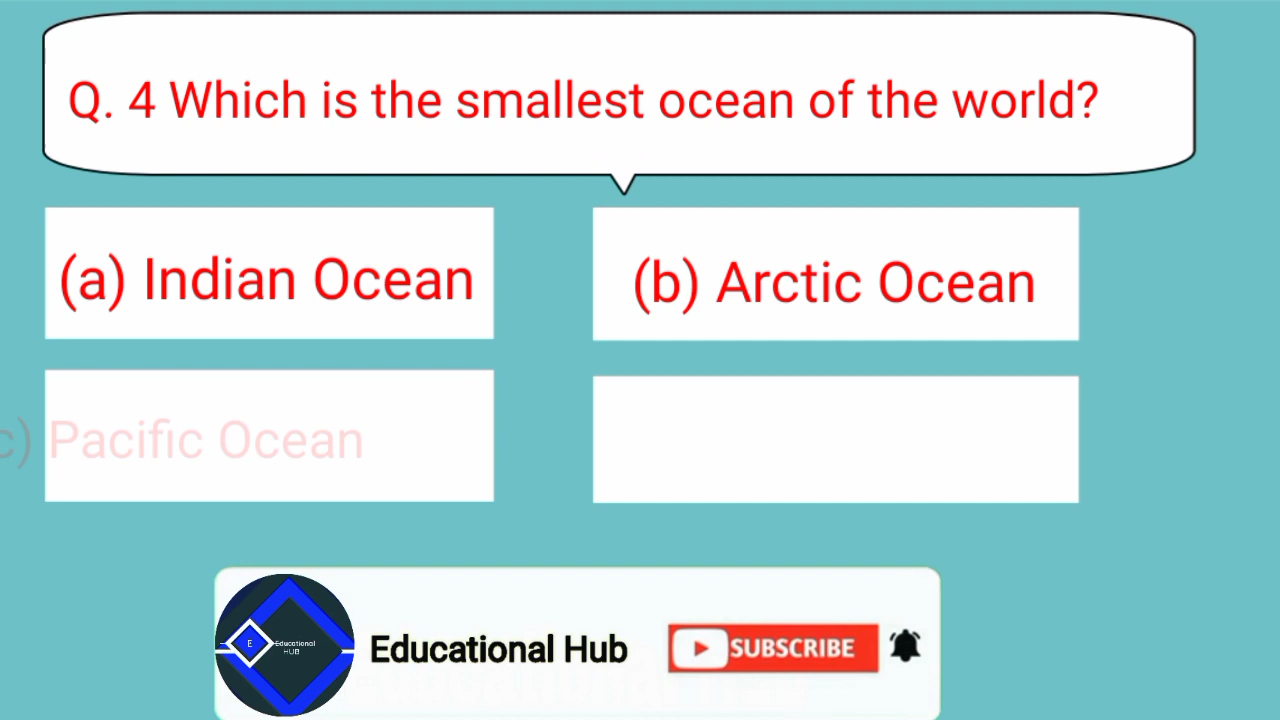 Q. 4 Which is the smallest ocean of the world?
(a) Indian Ocean
(b) Arctic Ocean
c) Pacific Ocean
E
Educational
HUB
Educational Hub
SUBSCRIBE